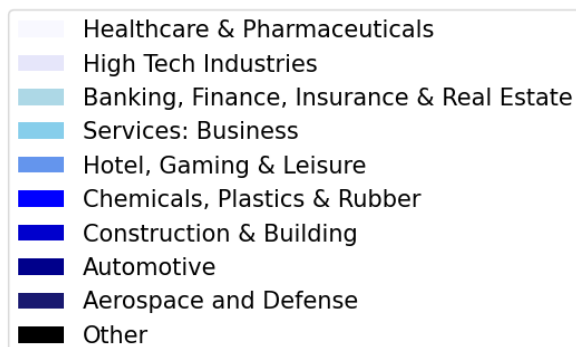 Healthcare & Pharmaceuticals
High Tech Industries
Banking, Finance, Insurance & Real Estate
Services: Business
Hotel, Gaming & Leisure
Chemicals, Plastics & Rubber
Construction & Building
Automotive
Aerospace and Defense
Other